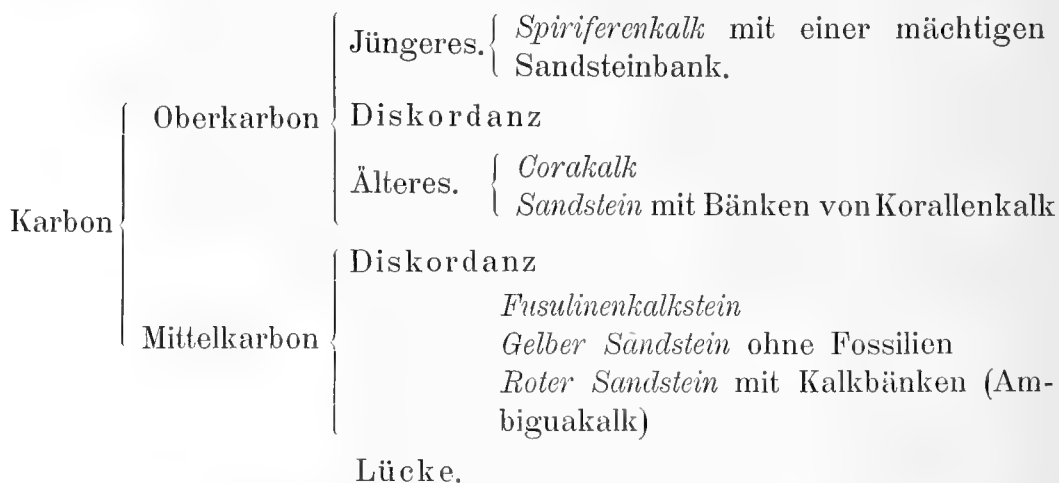 Jüngeres. Spiriferenkalk mit einer mächtigen
Sandsteinbank.
Oberkarbon Diskordanz
Älteres. Corakalk
Sandstein mit Bänken von Korallenkalk
Karbon
Diskordanz
Fusulinenkalkstein
Mittelkarbon Gelber Sandstein ohne Fossilien
Roter Sandstein mit Kalkbänken (Am-
biguakalk)
Lücke.